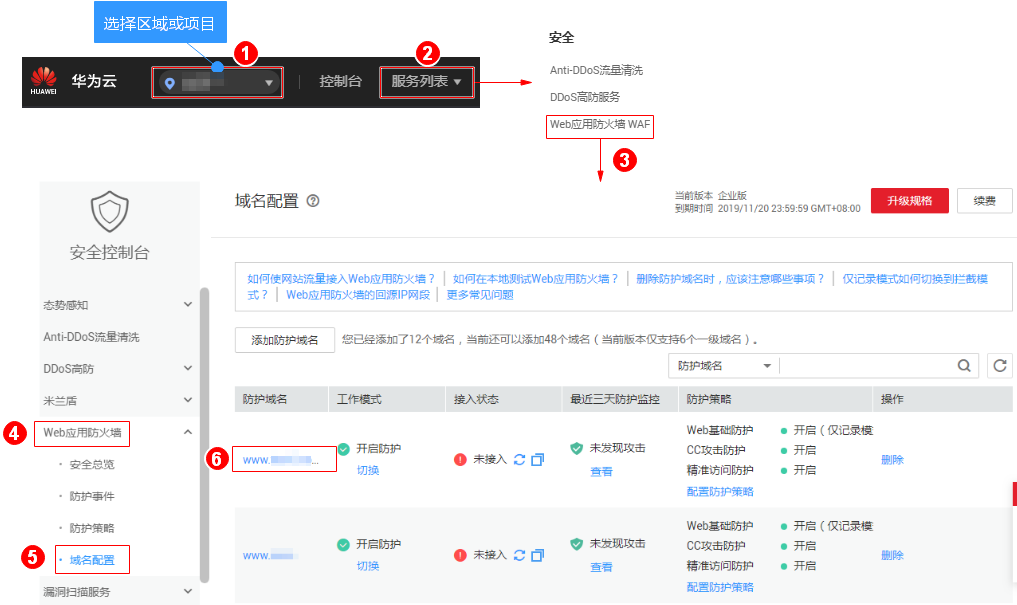 选择区域或项目
1
2
HUAWEI
华为云
控制台
服务列表
安全
Anti-DDoS流量清洗
DDoS高防服务
Web应用防火墙 WAF
3
安全控制台
态势感知
Anti-DDoS流量清洗
DDoS高防
米兰盾
4
Web应用防火墙
· 安全总览
· 防护事件
· 防护策略
5
· 域名配置
漏洞扫描服务
域名配置 ?
当前版本 企业版
到期时间 2019/11/20 23:59:59 GMT+08:00
升级规格
续费
如何使网站流量接入Web应用防火墙？ | 如何在本地测试Web应用防火墙？ | 删除防护域名时，应该注意哪些事项？ | 仅记录模式如何切换到拦截模
式？ | Web应用防火墙的回源IP网段 | 更多常见问题
添加防护域名
您已经添加了12个域名，当前还可以添加48个域名（当前版本仅支持6个一级域名）。
防护域名
防护域名 工作模式 接入状态 最近三天防护监控 防护策略 操作
6
www. ...
开启防护
切换
未接入
未发现攻击
查看
Web基础防护 开启（仅记录模
CC攻击防护 开启
精准访问防护 开启
配置防护策略
删除
www.
开启防护
切换
未接入
未发现攻击
查看
Web基础防护 开启（仅记录模
CC攻击防护 开启
精准访问防护 开启
配置防护策略
删除